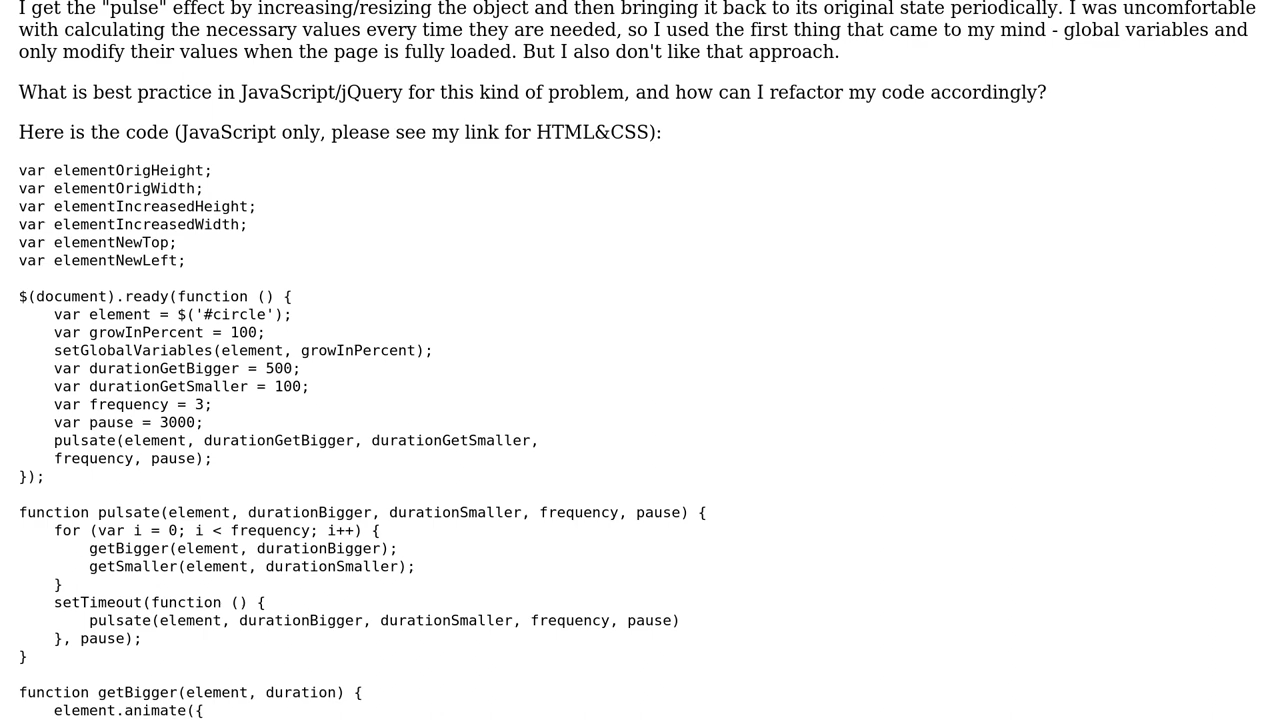 I get the "pulse" effect by increasing/resizing the object and then bringing it back to its original state periodically. I was uncomfortable
with calculating the necessary values every time they are needed, so I used the first thing that came to my mind - global variables and
only modify their values when the page is fully loaded. But I also don't like that approach.
What is best practice in JavaScript/jQuery for this kind of problem, and how can I refactor my code accordingly?
Here is the code (JavaScript only, please see my link for HTML&CSS):
var elementOrigHeight;
var elementOrigWidth;
var elementIncreasedHeight;
var elementIncreasedWidth;
var elementNewTop;
var elementNewLeft;
$(document).ready(function () {
    var element = $('#circle');
    var growInPercent = 100;
    setGlobalVariables(element, growInPercent);
    var durationGetBigger = 500;
    var durationGetSmaller = 100;
    var frequency = 3;
    var pause = 3000;
    pulsate(element, durationGetBigger, durationGetSmaller,
    frequency, pause);
});
function pulsate(element, durationBigger, durationSmaller, frequency, pause) {
    for (var i = 0; i < frequency; i++) {
        getBigger(element, durationBigger);
        getSmaller(element, durationSmaller);
    }
    setTimeout(function () {
        pulsate(element, durationBigger, durationSmaller, frequency, pause)
    }, pause);
}
function getBigger(element, duration) {
    element.animate({